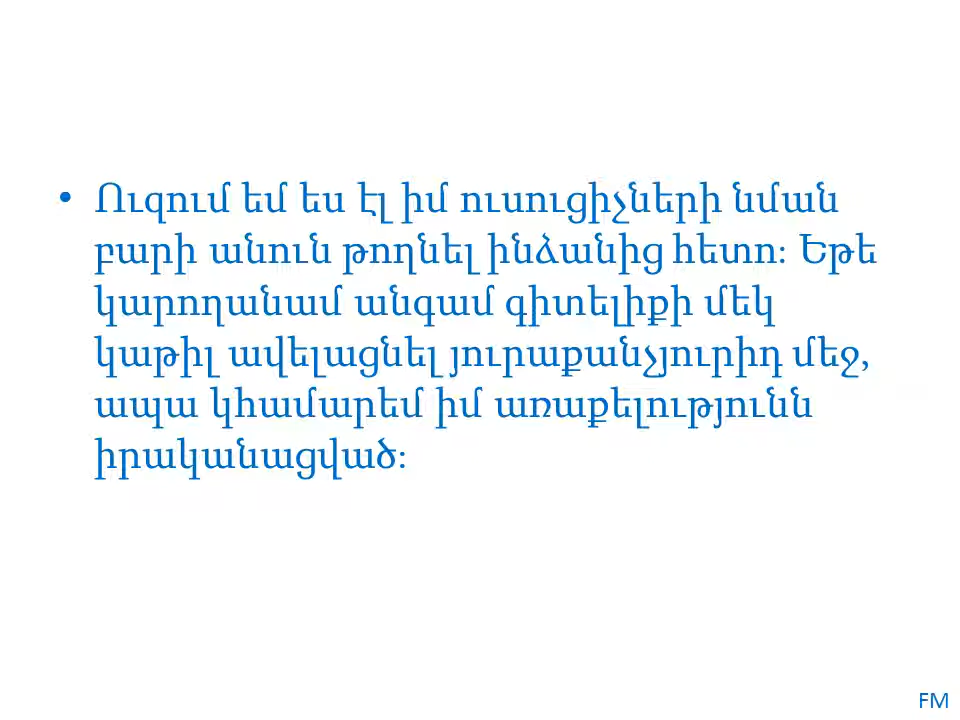 • Ուզում եմ ես էլ իմ ուսուցիչների նման
բարի անուն թողնել ինձանից հետո: Եթե
կարողանամ անգամ գիտելիքի մեկ
կաթիլ ավելացնել յուրաքանչյուրիդ մեջ,
ապա կհամարեմ իմ առաքելությունն
իրականացված:
FM